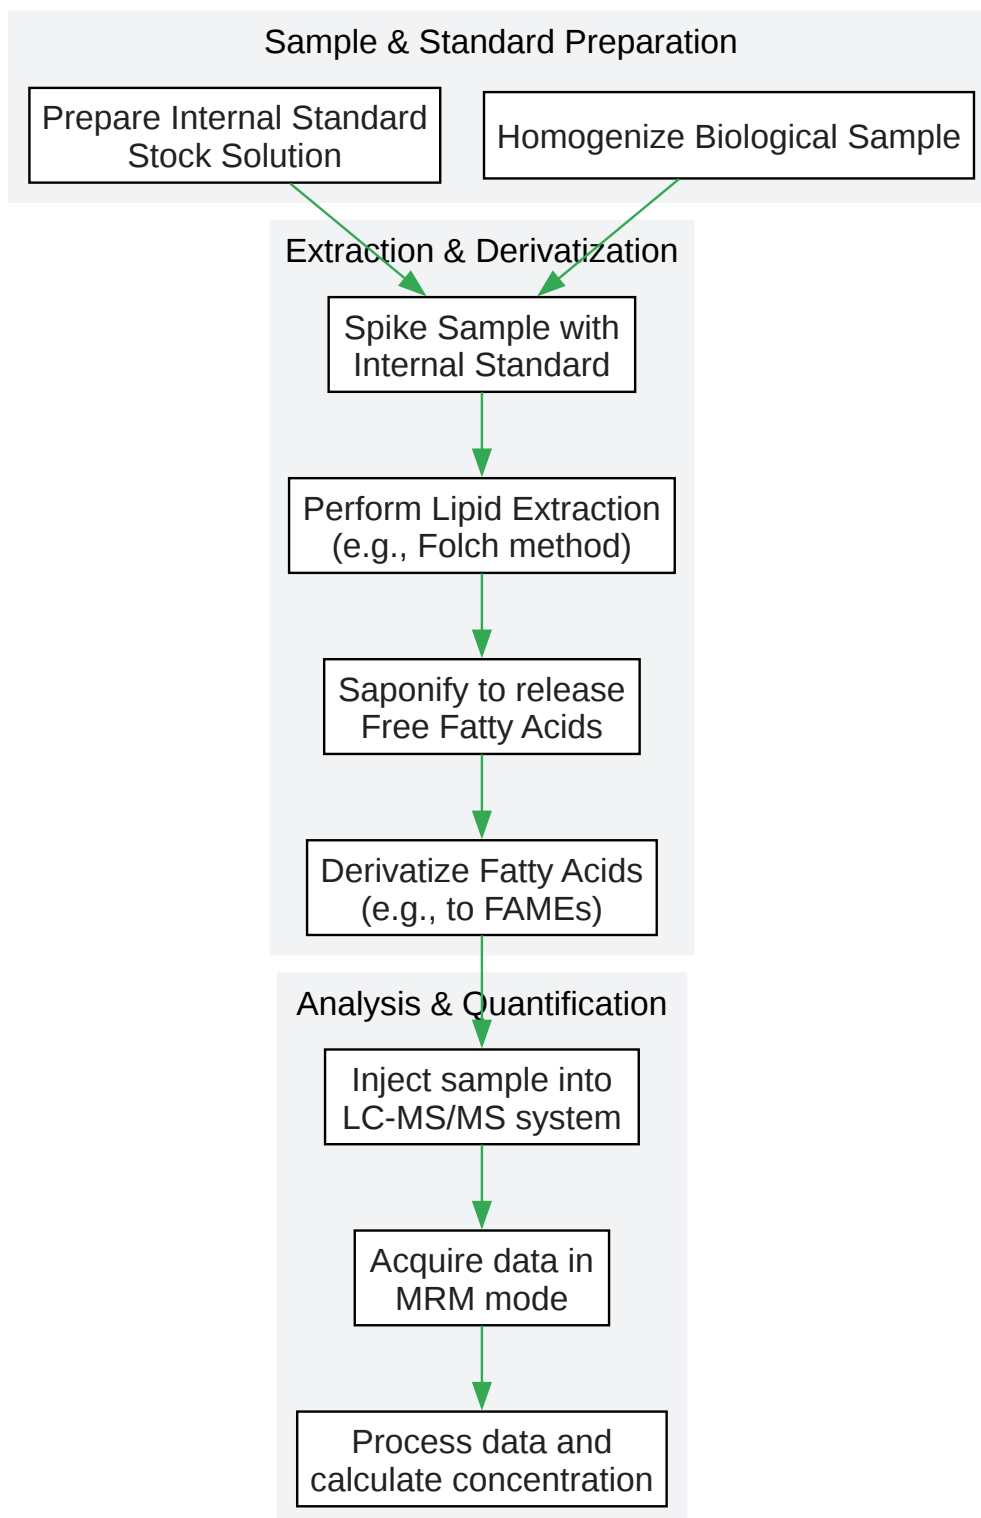 Sample & Standard Preparation
Prepare Internal Standard
Stock Solution
Homogenize Biological Sample
Extraction & Derivatization
Spike Sample with
Internal Standard
Perform Lipid Extraction
(e.g., Folch method)
Saponify to release
Free Fatty Acids
Derivatize Fatty Acids
(e.g., to FAMEs)
Analysis & Quantification
Inject sample into
LC-MS/MS system
Acquire data in
MRM mode
Process data and
calculate concentration